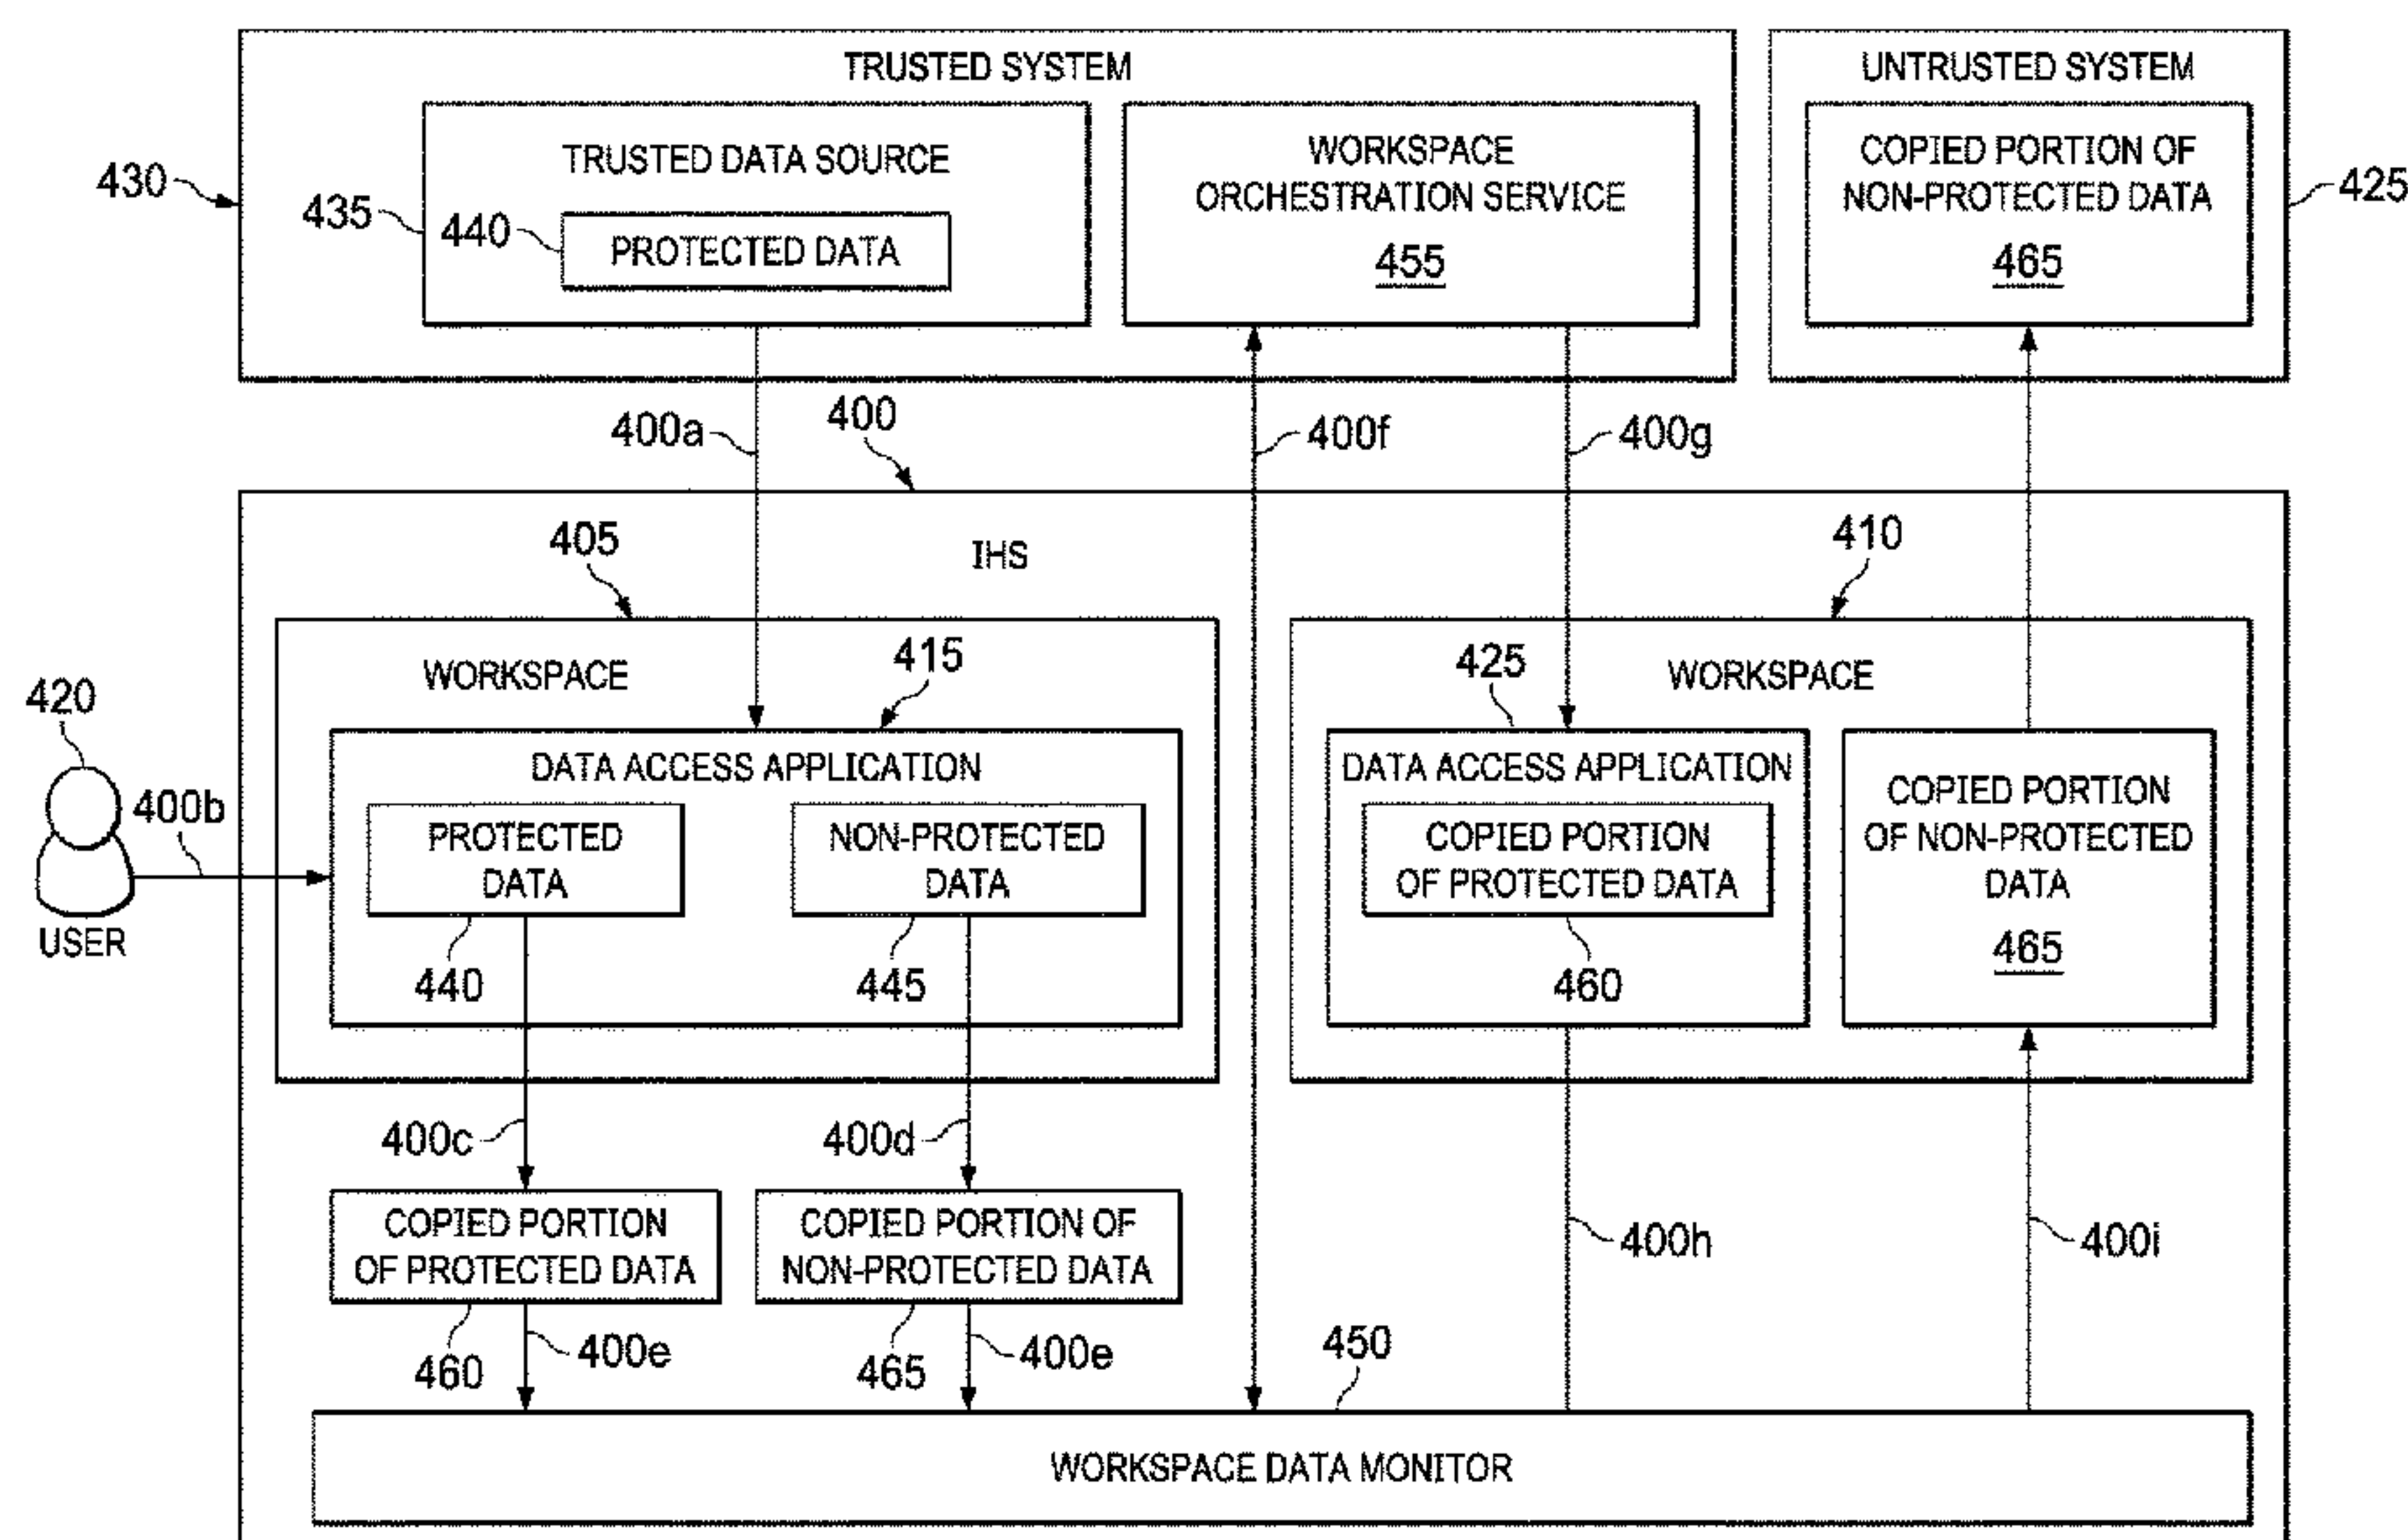 TRUSTED SYSTEM
UNTRUSTED SYSTEM
430
435
TRUSTED DATA SOURCE
440
PROTECTED DATA
WORKSPACE
ORCHESTRATION SERVICE
455
COPIED PORTION OF
NON-PROTECTED DATA
465
425
400a
400
400f
400g
IHS
405
410
WORKSPACE
415
425
WORKSPACE
420
USER
400b
DATA ACCESS APPLICATION
PROTECTED
DATA
440
NON-PROTECTED
DATA
445
DATA ACCESS APPLICATION
COPIED PORTION
OF PROTECTED DATA
460
COPIED PORTION
OF NON-PROTECTED
DATA
465
400c
400d
COPIED PORTION
OF PROTECTED DATA
COPIED PORTION OF
NON-PROTECTED DATA
400h
400i
460
400e
465
400e
450
WORKSPACE DATA MONITOR